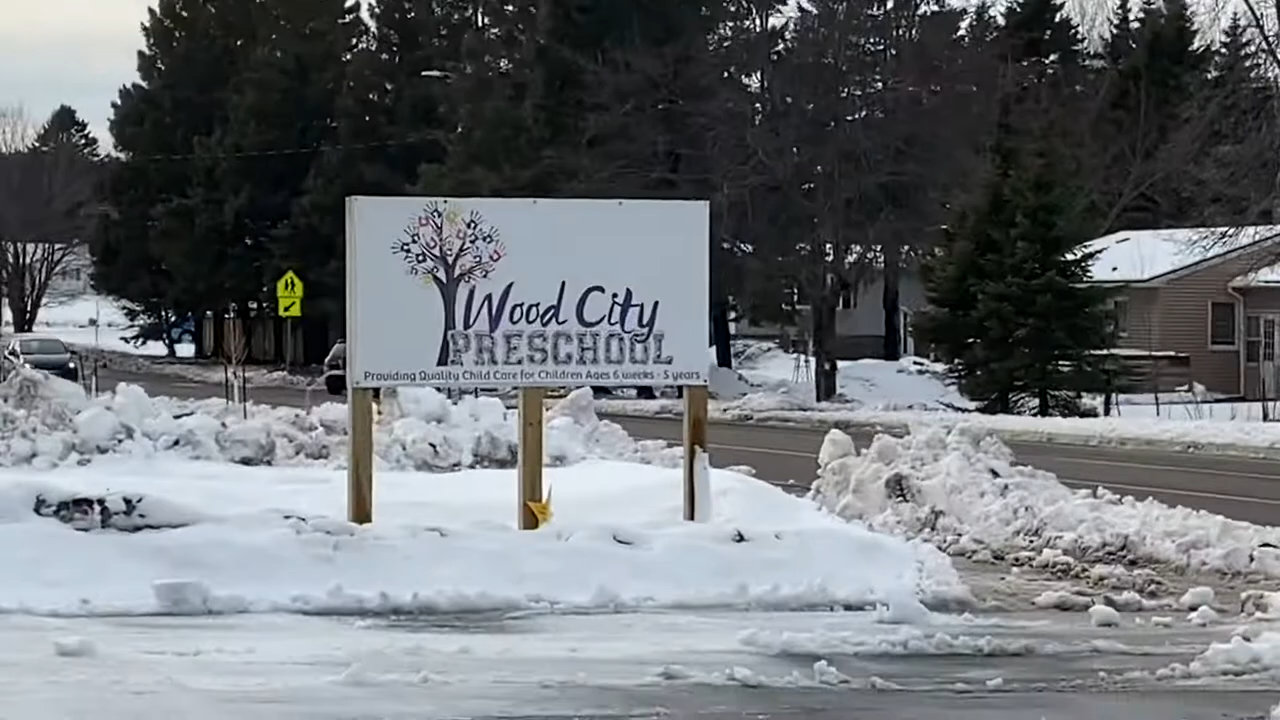 Wood City
PRESCHOOL
Providing Quality Child Care for Children Ages 6 weeks - 5 years